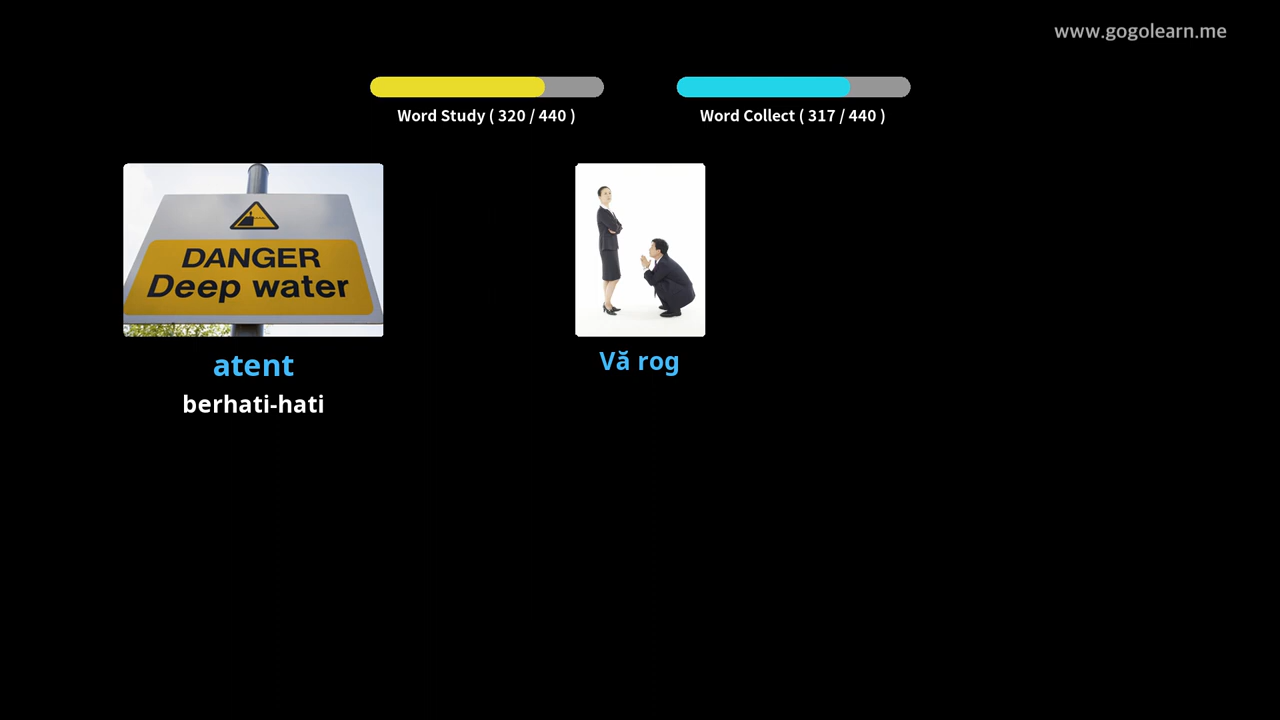 www.gogolearn.me
Word Study ( 320 / 440 )
Word Collect ( 317 / 440 )
DANGER
Deep water
atent
berhati-hati
Vă rog